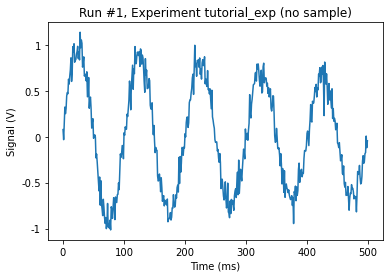 Run #1, Experiment tutorial_exp (no sample)
1
0.5
0
-0.5
-1
Signal (V)
0 100 200 300 400 500
Time (ms)